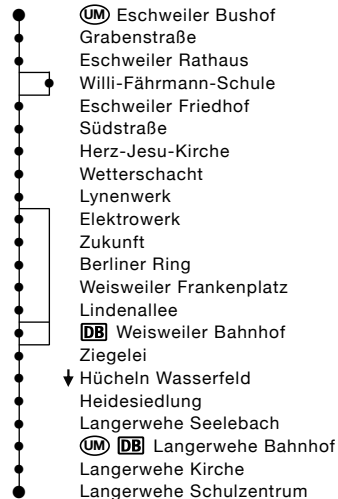 UM Eschweiler Bushof
Grabenstraße
Eschweiler Rathaus
Willi-Fährmann-Schule
Eschweiler Friedhof
Südstraße
Herz-Jesu-Kirche
Wetterschacht
Lynenwerk
Elektrowerk
Zukunft
Berliner Ring
Weisweiler Frankenplatz
Lindenallee
DB Weisweiler Bahnhof
Ziegelei
Hücheln Wasserfeld
Heidesiedlung
Langerwehe Seelebach
UM DB Langerwehe Bahnhof
Langerwehe Kirche
Langerwehe Schulzentrum